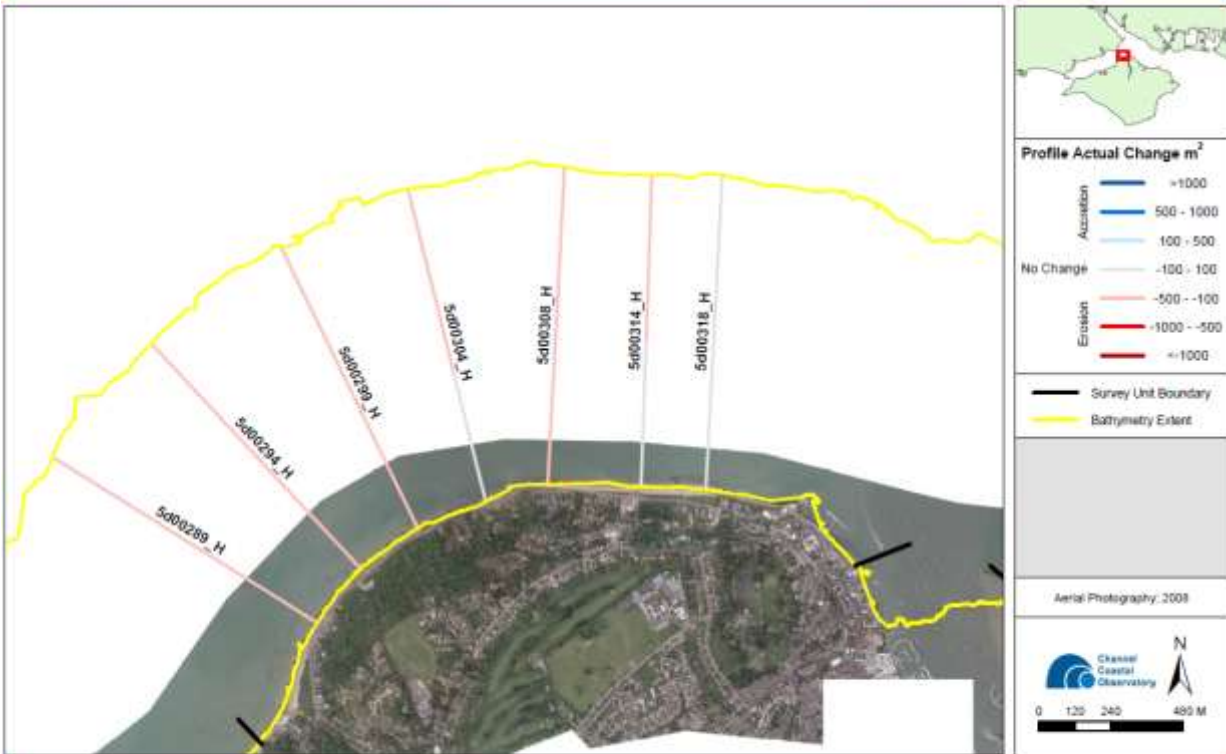 5d00289_H
5d00294_H
5d00299_H
5d00304_H
5d00308_H
5d00314_H
5d00318_H
Profile Actual Change m²
Accretion
>1000
500 - 1000
100 - 500
No Change
-100 - 100
Erosion
-500 - -100
-1000 - -500
<-1000
Survey Unit Boundary
Bathymetry Extent
Aerial Photography: 2008
Channel
Coastal
Observatory
N
0 120 240 480 M